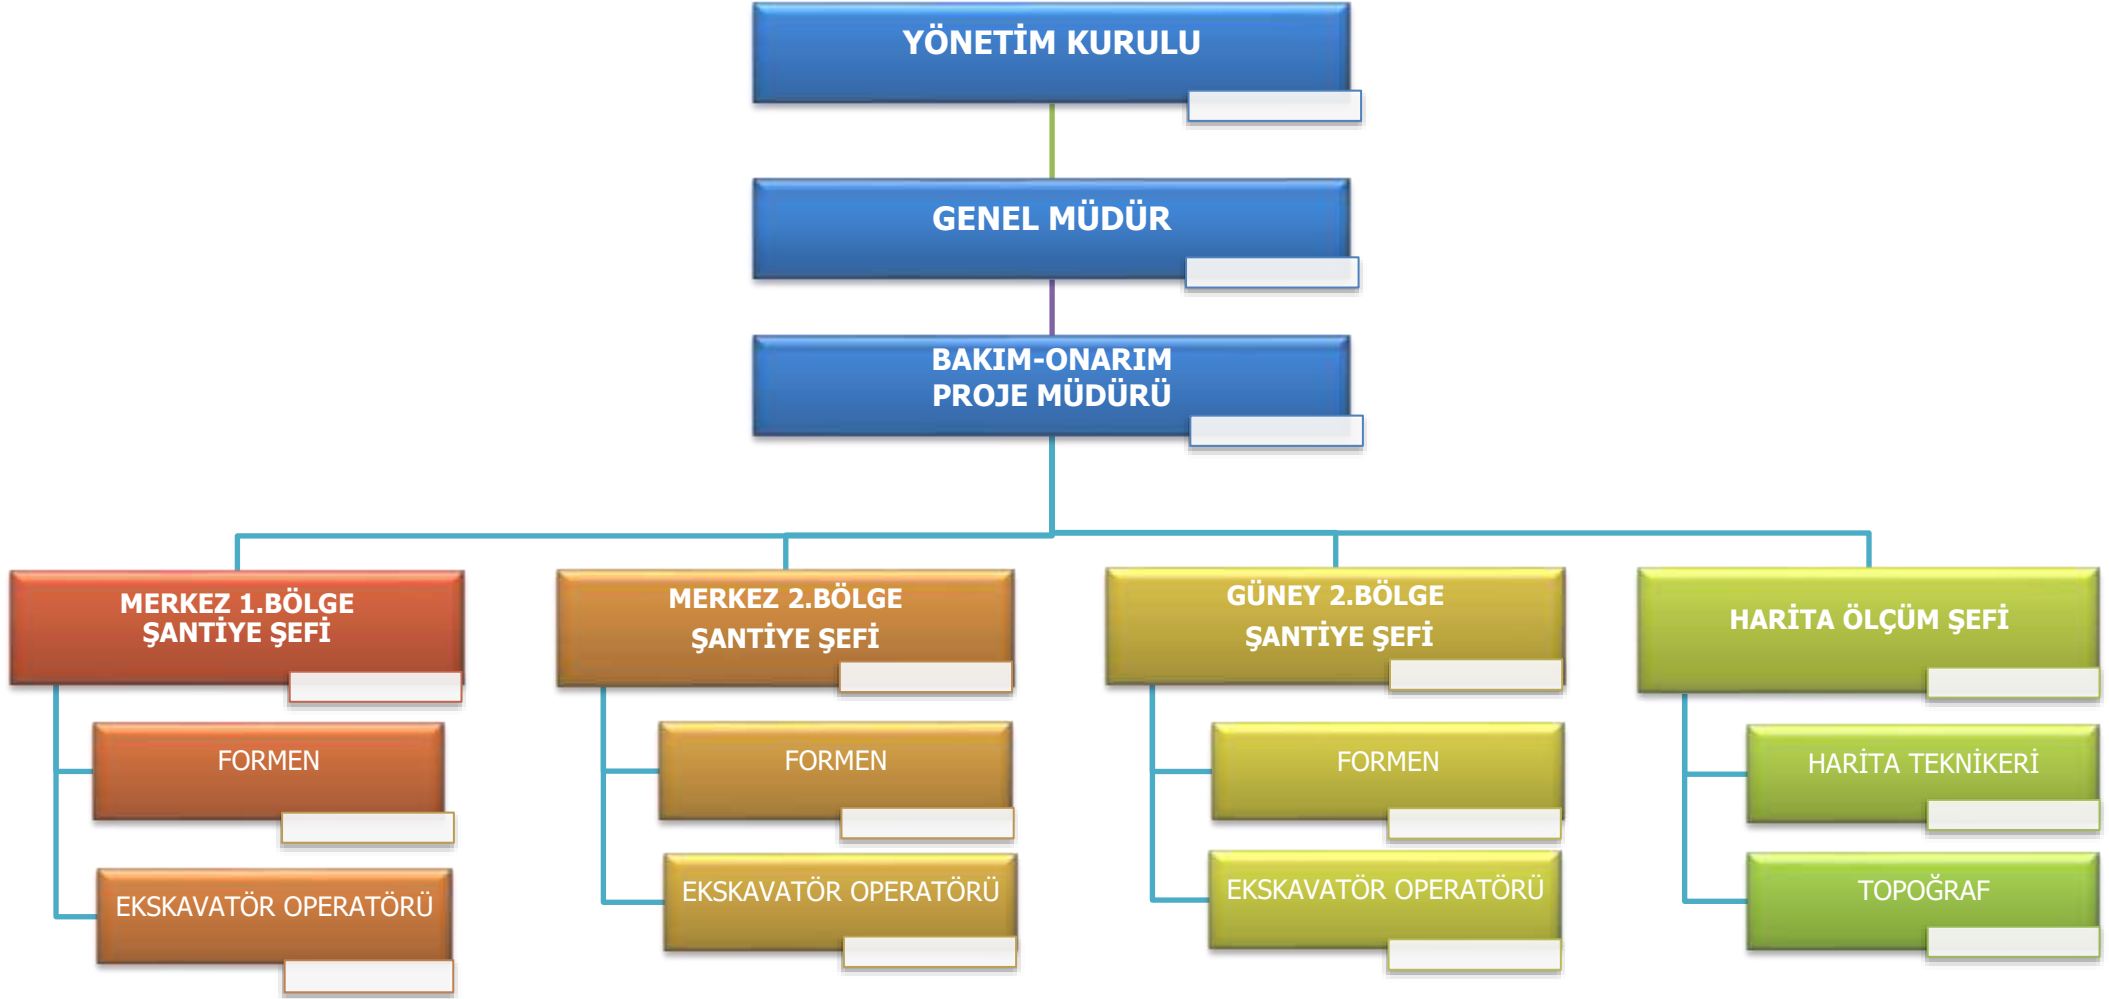 YÖNETİM KURULU
GENEL MÜDÜR
BAKIM-ONARIM
PROJE MÜDÜRÜ
MERKEZ 1.BÖLGE
ŞANTİYE ŞEFİ
FORMEN
EKSKAVATÖR OPERATÖRÜ
MERKEZ 2.BÖLGE
ŞANTİYE ŞEFİ
FORMEN
EKSKAVATÖR OPERATÖRÜ
GÜNEY 2.BÖLGE
ŞANTİYE ŞEFİ
FORMEN
EKSKAVATÖR OPERATÖRÜ
HARİTA ÖLÇÜM ŞEFİ
HARİTA TEKNİKERİ
TOPOĞRAF